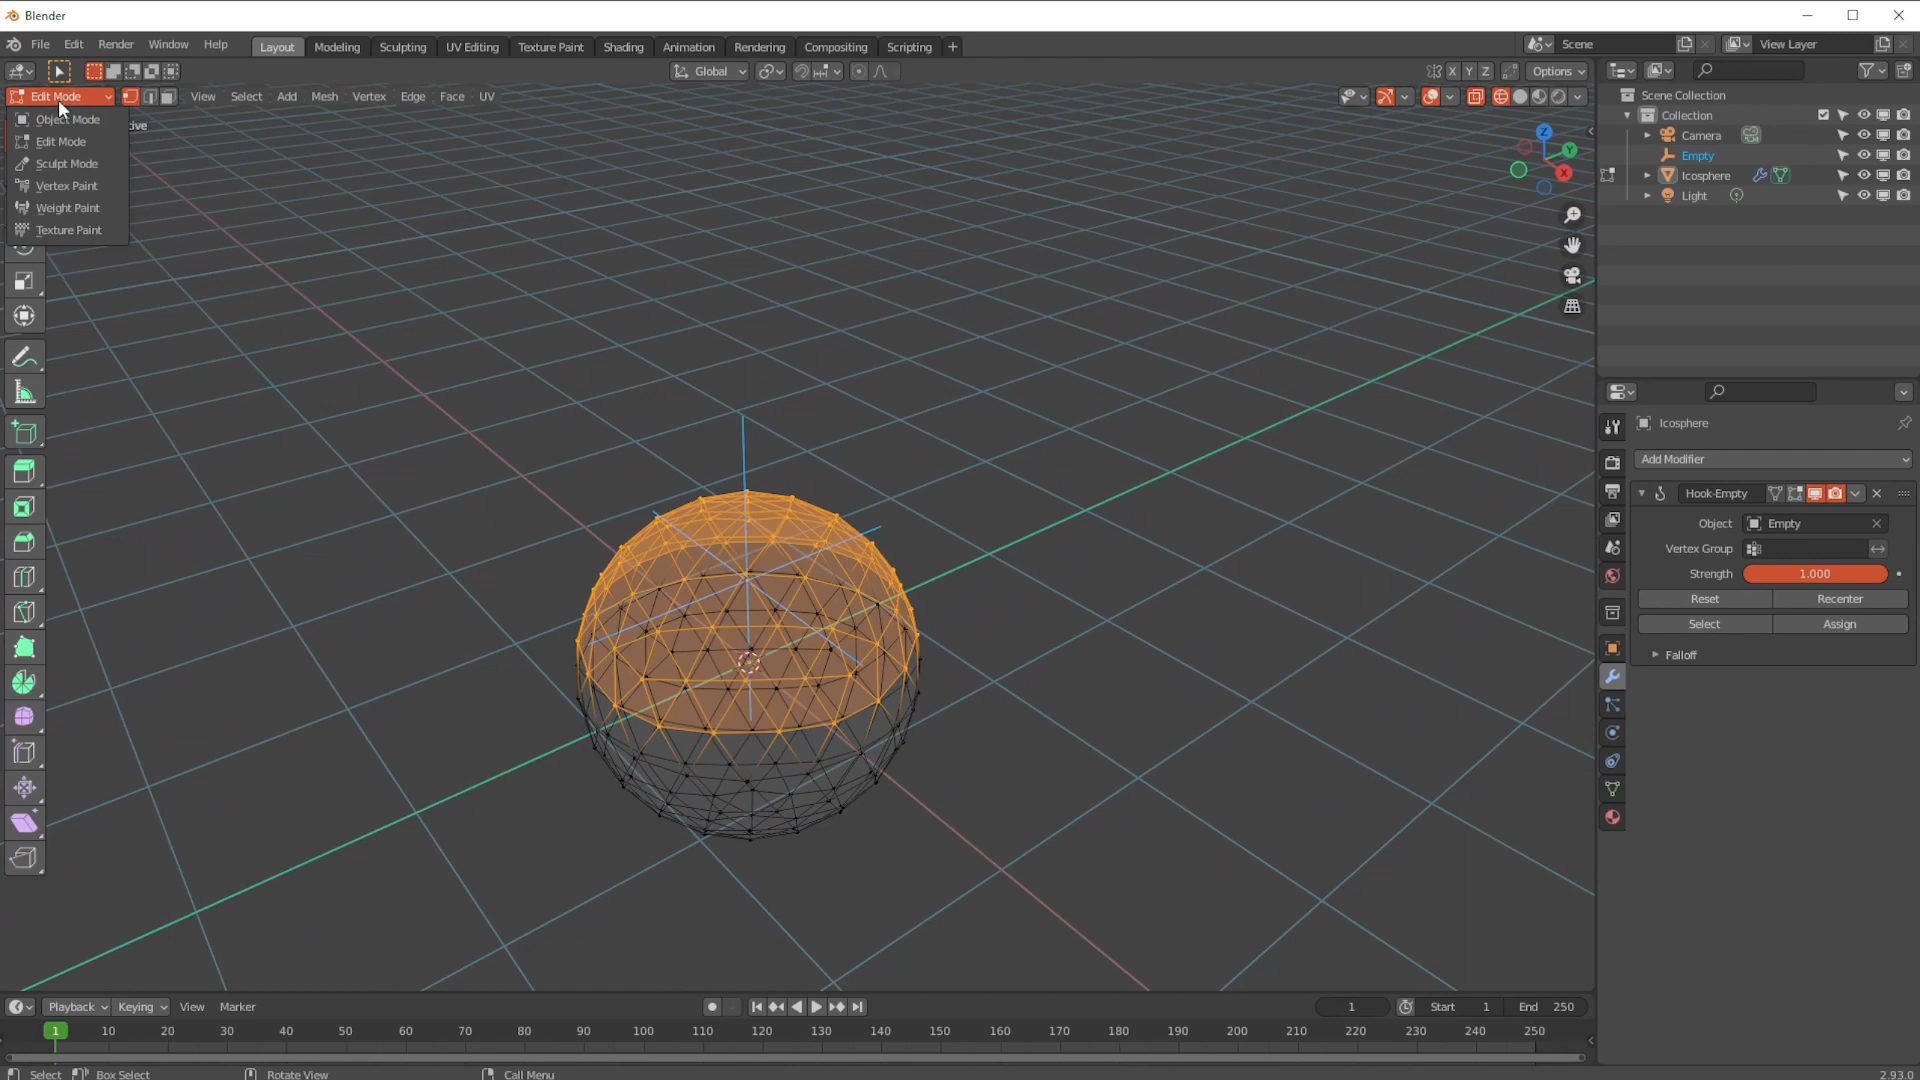 Blender
File Edit Render Window Help Layout Modeling Sculpting UV Editing Texture Paint Shading Animation Rendering Compositing Scripting + Scene View Layer
Global X Y Z Options
Edit Mode View Select Add Mesh Vertex Edge Face UV
Object Mode
Edit Mode
Sculpt Mode
Vertex Paint
Weight Paint
Texture Paint
tive
Z
Y
X
Scene Collection
Collection
Camera
Empty
Icosphere
Light
Icosphere
Add Modifier
Hook-Empty
Object Empty
Vertex Group
Strength 1.000
Reset Recenter
Select Assign
Falloff
Playback Keying View Marker 1 Start 1 End 250
1 10 20 30 40 50 60 70 80 90 100 110 120 130 140 150 160 170 180 190 200 210 220 230 240 250
Select Box Select Rotate View Call Menu 2.93.0